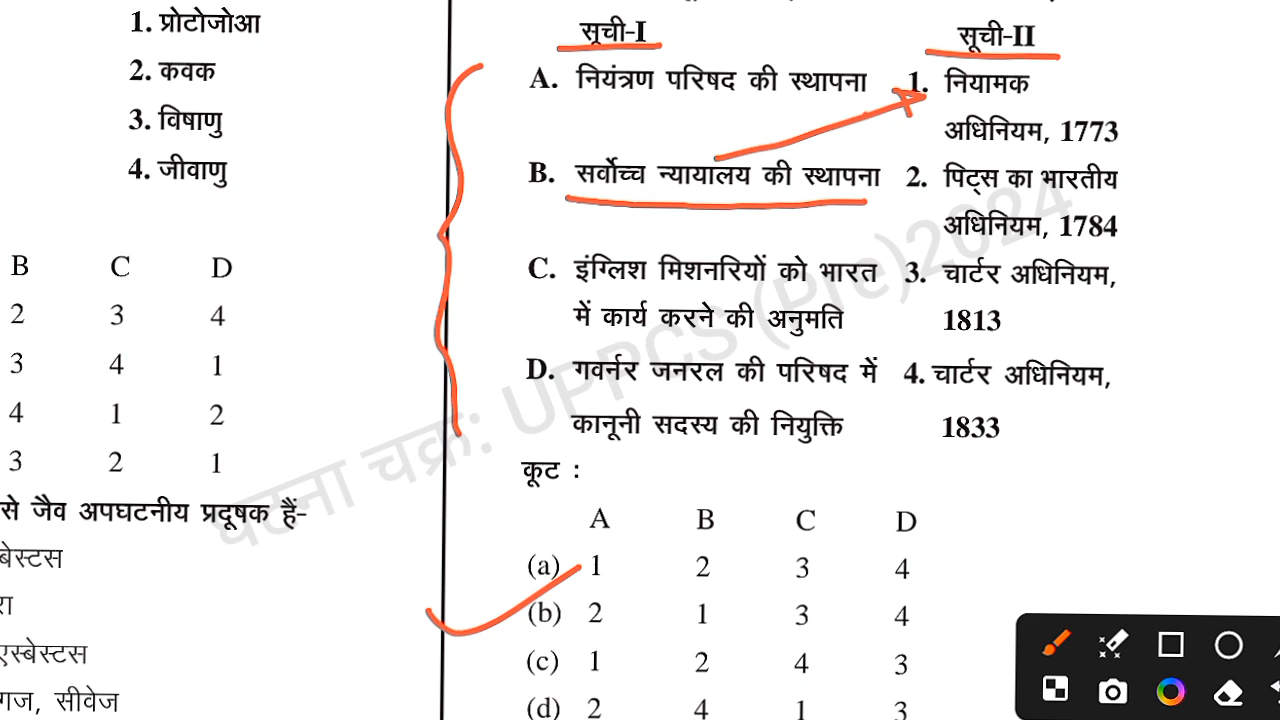 1. प्रोटोजोआ
2. कवक
3. विषाणु
4. जीवाणु
B C D
2 3 4
3 4 1
4 1 2
3 2 1
से जैव अपघटनीय प्रदूषक हैं-
बेस्टस
रा
एस्बेस्टस
गज, सीवेज
सूची-I सूची-II
A. नियंत्रण परिषद की स्थापना 1. नियामक
अधिनियम, 1773
B. सर्वोच्च न्यायालय की स्थापना 2. पिट्स का भारतीय
अधिनियम, 1784
C. इंग्लिश मिशनरियों को भारत 3. चार्टर अधिनियम,
में कार्य करने की अनुमति 1813
D. गवर्नर जनरल की परिषद में 4. चार्टर अधिनियम,
कानूनी सदस्य की नियुक्ति 1833
कूट :
A B C D
(a) 1 2 3 4
(b) 2 1 3 4
(c) 1 2 4 3
(d) 2 4 1 3
घटना चक्र: UPPCS (Pre) 2024